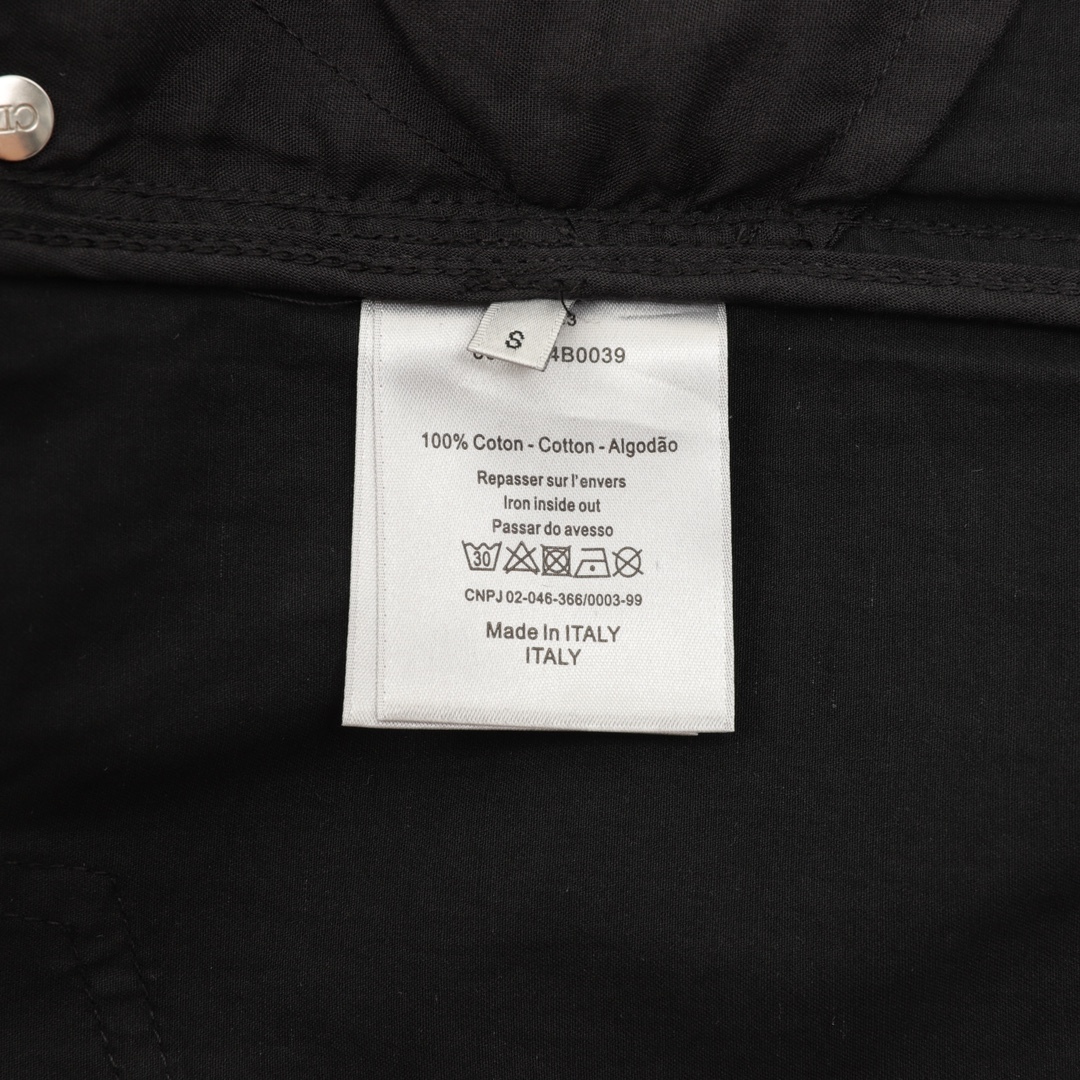 S
4B0039
100% Coton - Cotton - Algodão
Repasser sur l'envers
Iron inside out
Passar do avesso
30
CNPJ 02-046-366/0003-99
Made In ITALY
ITALY